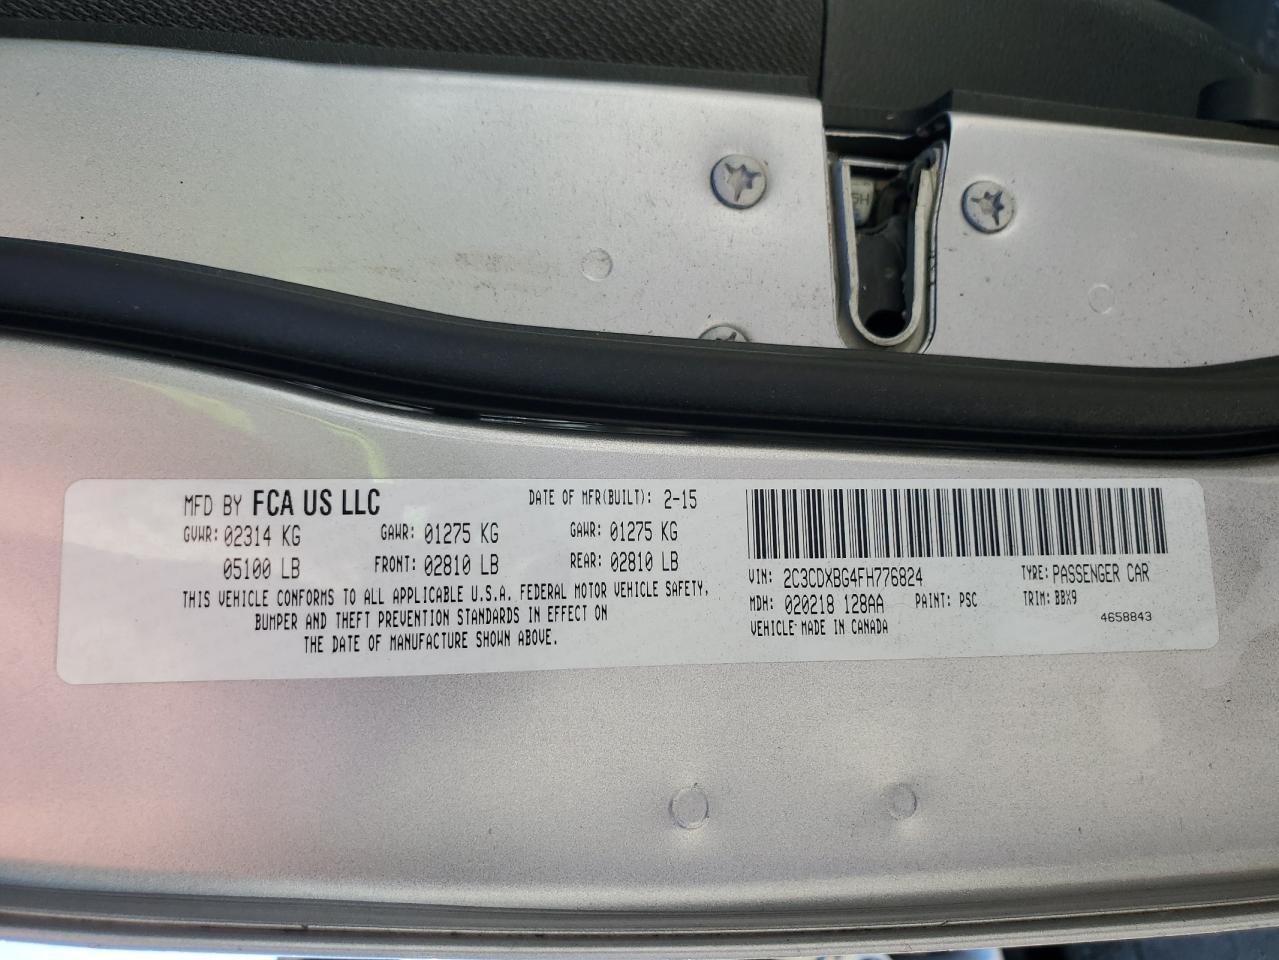 MFD BY FCA US LLC DATE OF MFR(BUILT): 2-15
GVWR: 02314 KG GAWR: 01275 KG GAWR: 01275 KG
05100 LB FRONT: 02810 LB REAR: 02810 LB
THIS VEHICLE CONFORMS TO ALL APPLICABLE U.S.A. FEDERAL MOTOR VEHICLE SAFETY,
BUMPER AND THEFT PREVENTION STANDARDS IN EFFECT ON
THE DATE OF MANUFACTURE SHOWN ABOVE.
VIN: 2C3CDXBG4FH776824 TYPE: PASSENGER CAR
MDH: 020218 128AA PAINT: PSC TRIM: BBX9
VEHICLE MADE IN CANADA 4658843